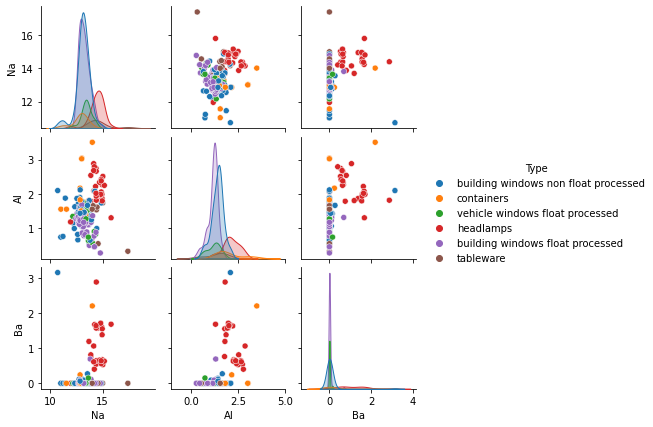 Na
16
14
12
Al
3
2
1
Type
building windows non float processed
containers
vehicle windows float processed
headlamps
building windows float processed
tableware
Ba
3
2
1
0
10
15
0.0
2.5
5.0
0
2
4
Na
Al
Ba